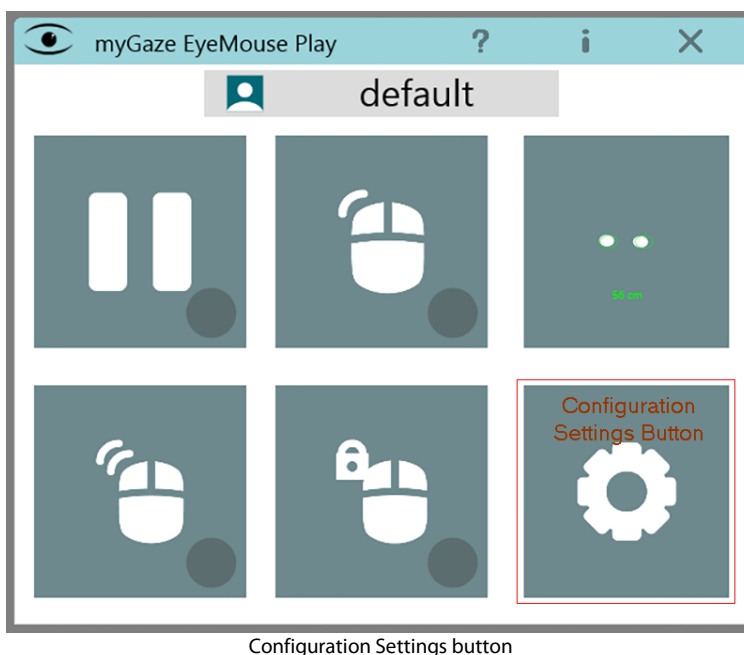 myGaze EyeMouse Play ? i
default
56 cm
Configuration
Settings Button
Configuration Settings button